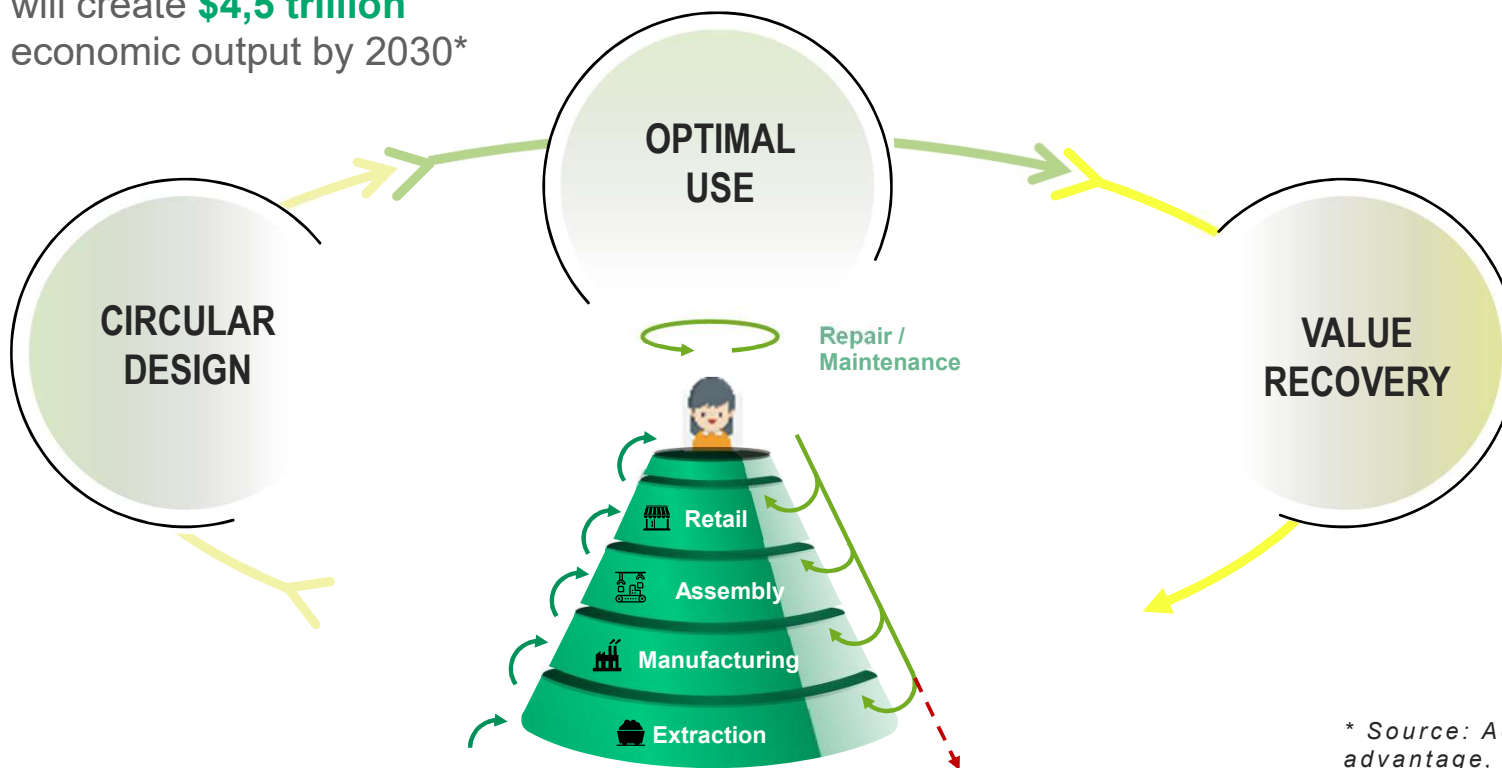 will create $4,5 trillion
economic output by 2030*
OPTIMAL
USE
CIRCULAR
DESIGN
VALUE
RECOVERY
Repair /
Maintenance
Retail
Assembly
Manufacturing
Extraction
* Source:
advantage.